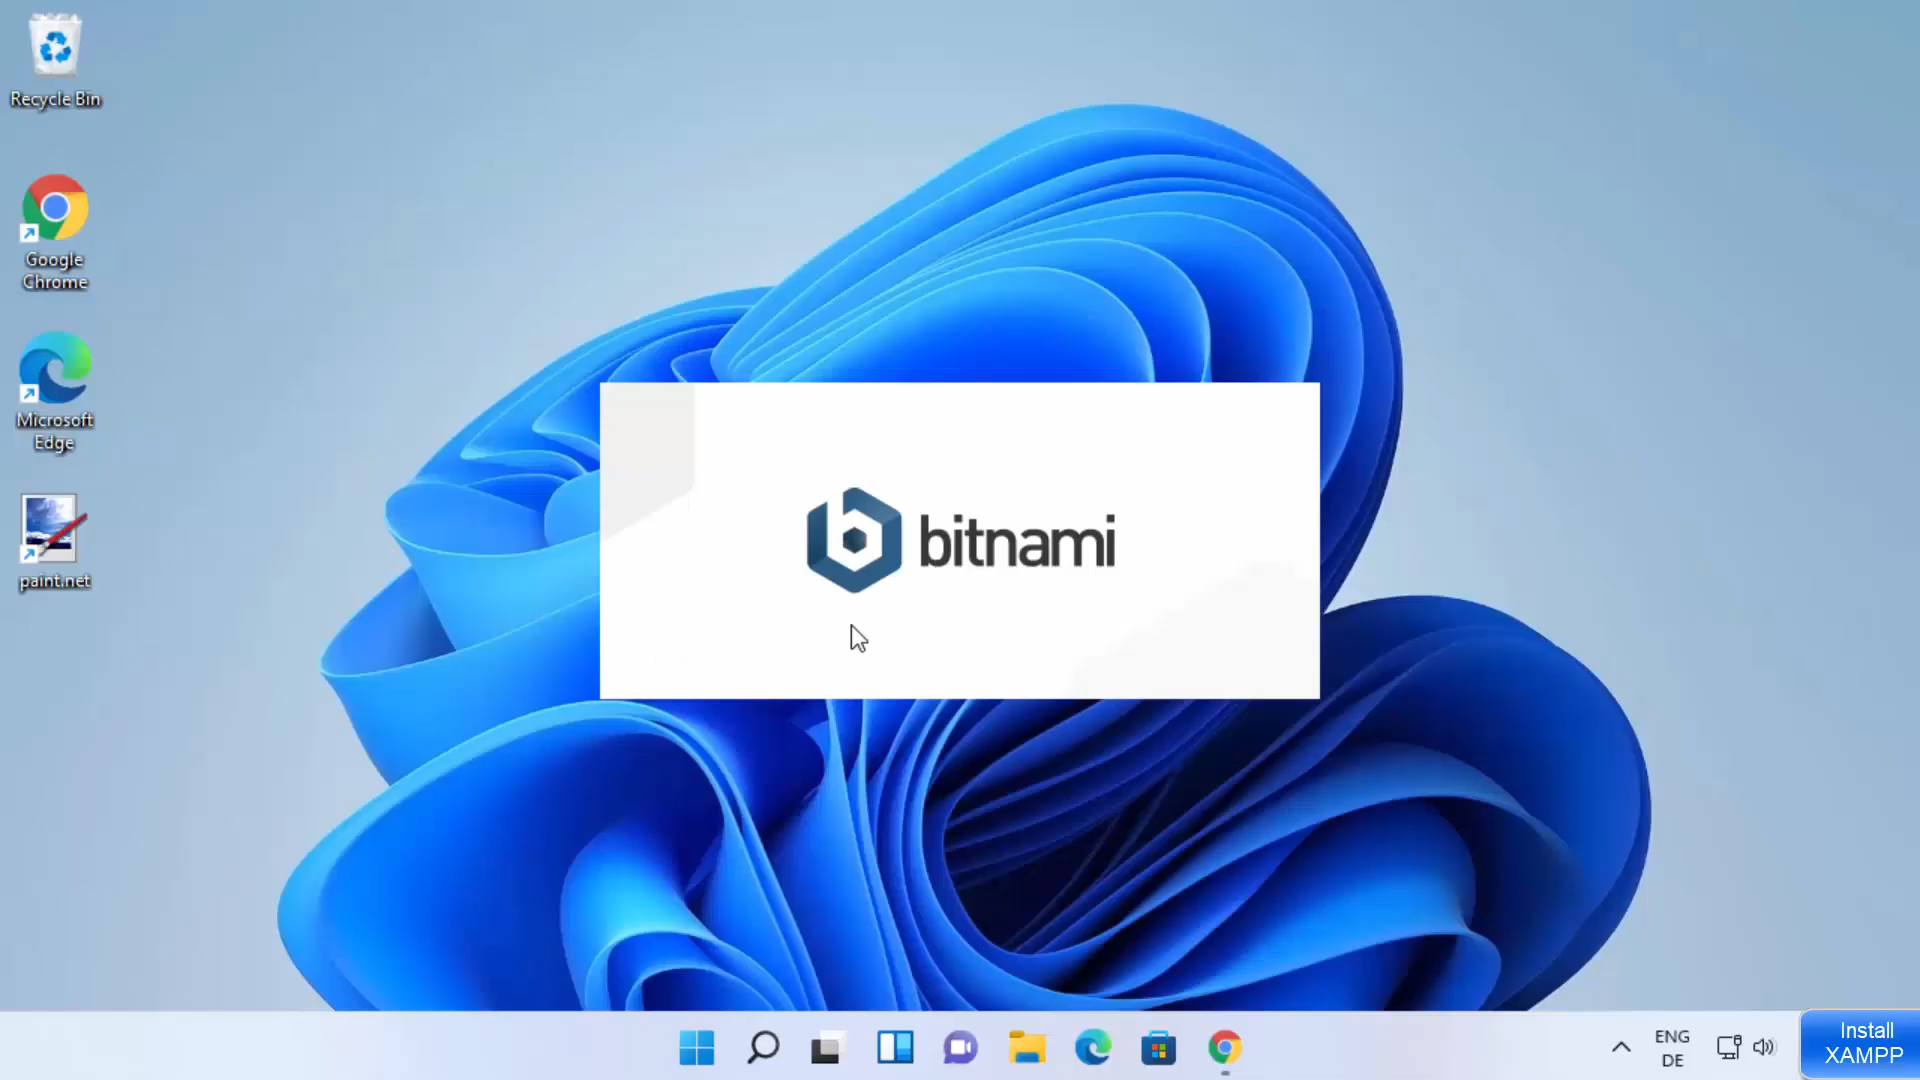 Recycle Bin
Google
Chrome
Microsoft
Edge
paint.net
bitnami
ENG
DE
Install
XAMPP